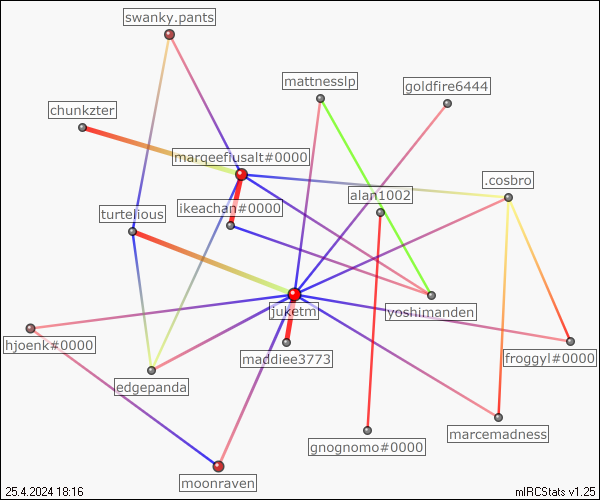 swanky.pants
mattnesslp
goldfire6444
chunkzter
marqeeflusalt#0000
.cosbro
alan1002
ikeachan#0000
turtelious
juketm
yoshimanden
hjoenk#0000
maddiee3773
froggyl#0000
edgepanda
marcemadness
gnognomo#0000
moonraven
25.4.2024 18:16
mIRCStats v1.25